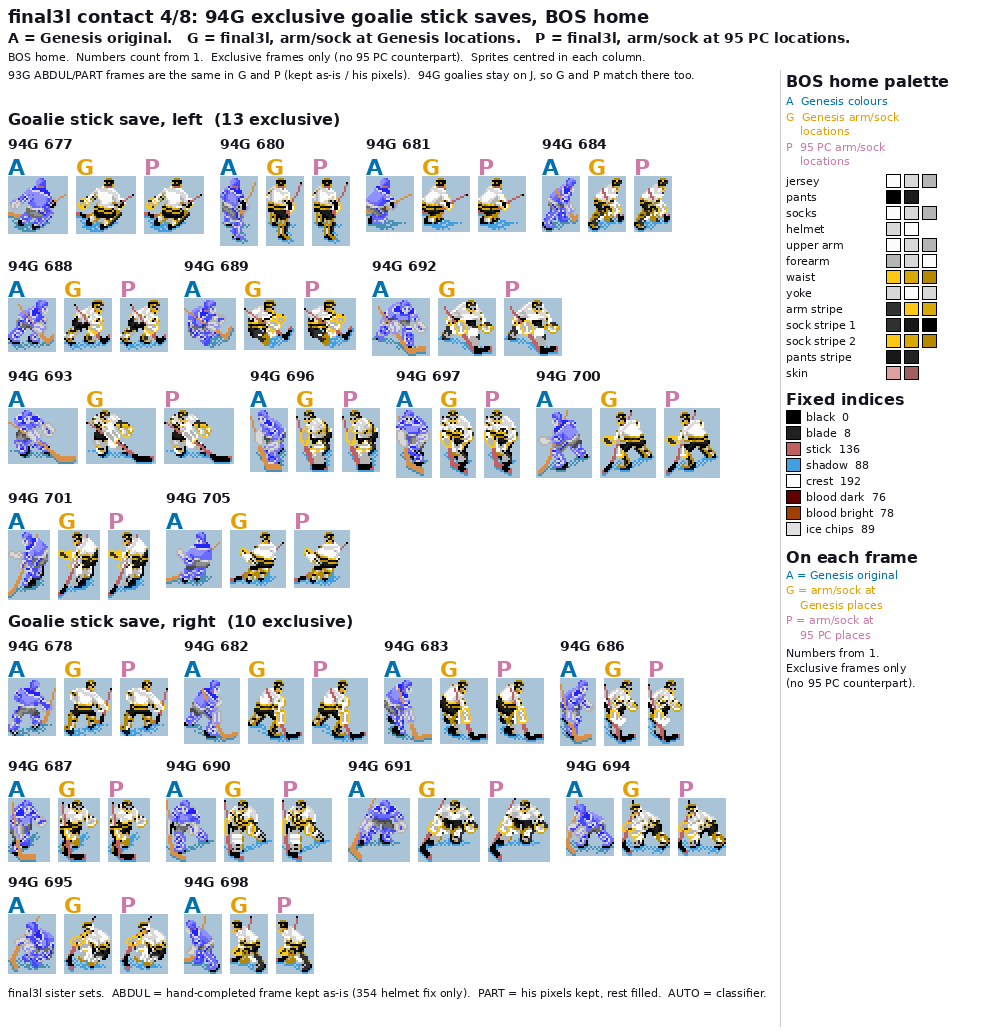 final3l contact 4/8: 94G exclusive goalie stick saves, BOS home
A = Genesis original.   G = final3l, arm/sock at Genesis locations.   P = final3l, arm/sock at 95 PC locations.
BOS home.  Numbers count from 1.  Exclusive frames only (no 95 PC counterpart).  Sprites centred in each column.
93G ABDUL/PART frames are the same in G and P (kept as-is / his pixels).  94G goalies stay on J, so G and P match there too.
Goalie stick save, left  (13 exclusive)
94G 677 94G 680 94G 681 94G 684
A G P A G P A G P A G P
94G 688 94G 689 94G 692
A G P A G P A G P
94G 693 94G 696 94G 697 94G 700
A G P A G P A G P A G P
94G 701 94G 705
A G P A G P
Goalie stick save, right  (10 exclusive)
94G 678 94G 682 94G 683 94G 686
A G P A G P A G P A G P
94G 687 94G 690 94G 691 94G 694
A G P A G P A G P A G P
94G 695 94G 698
A G P A G P
final3l sister sets.  ABDUL = hand-completed frame kept as-is (354 helmet fix only).  PART = his pixels kept, rest filled.  AUTO = classifier.
BOS home palette
A  Genesis colours
G  Genesis arm/sock
locations
P  95 PC arm/sock
locations
jersey
pants
socks
helmet
upper arm
forearm
waist
yoke
arm stripe
sock stripe 1
sock stripe 2
pants stripe
skin
Fixed indices
black  0
blade  8
stick  136
shadow  88
crest  192
blood dark  76
blood bright  78
ice chips  89
On each frame
A = Genesis original
G = arm/sock at
Genesis places
P = arm/sock at
95 PC places
Numbers from 1.
Exclusive frames only
(no 95 PC counterpart).